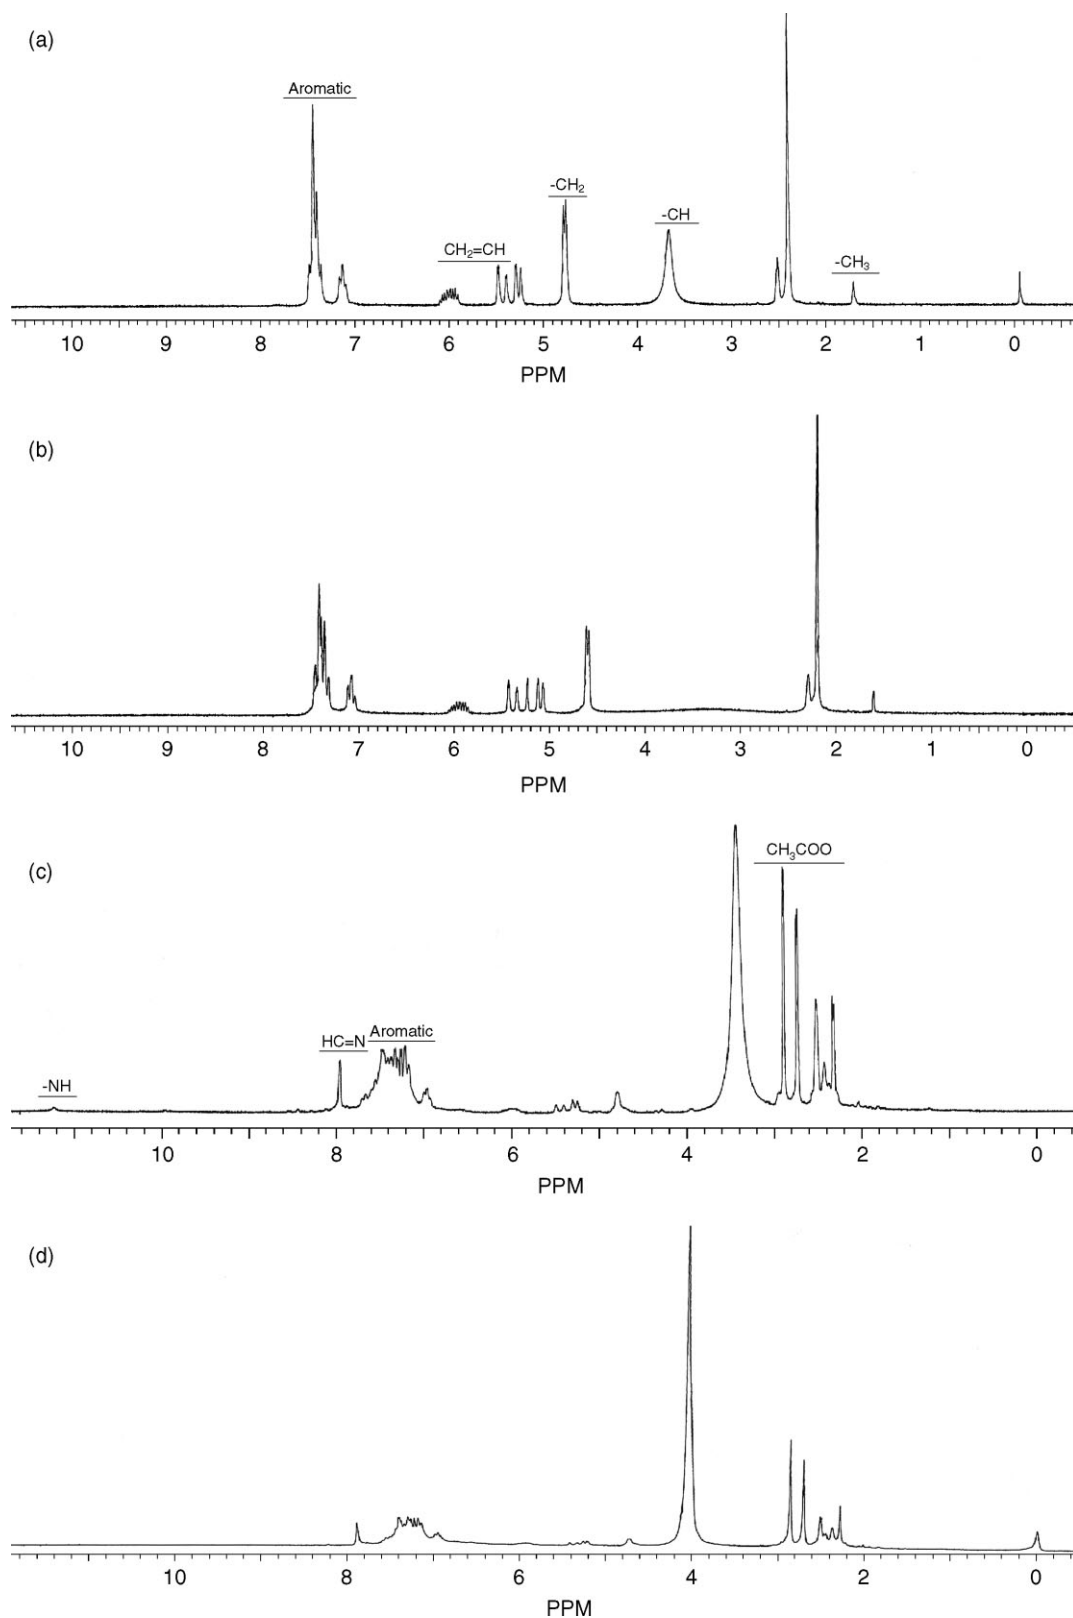 (a)
Aromatic
CH₂=CH
-CH₂
-CH
-CH₃
10 9 8 7 6 5 4 3 2 1 0
PPM
(b)
10 9 8 7 6 5 4 3 2 1 0
PPM
(c)
-NH
HC=N
Aromatic
CH₃COO
10 8 6 4 2 0
PPM
(d)
10 8 6 4 2 0
PPM